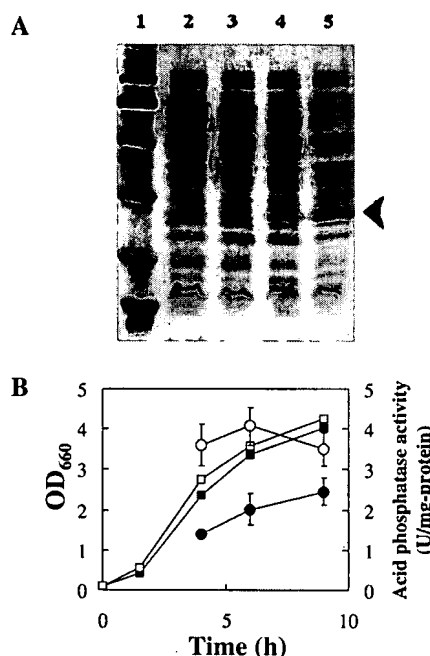 A
1 2 3 4 5
B
5 5
4 4
3 3
2 2
1 1
0 0
0 5 10
OD660
Acid phosphatase activity
(U/mg-protein)
Time (h)